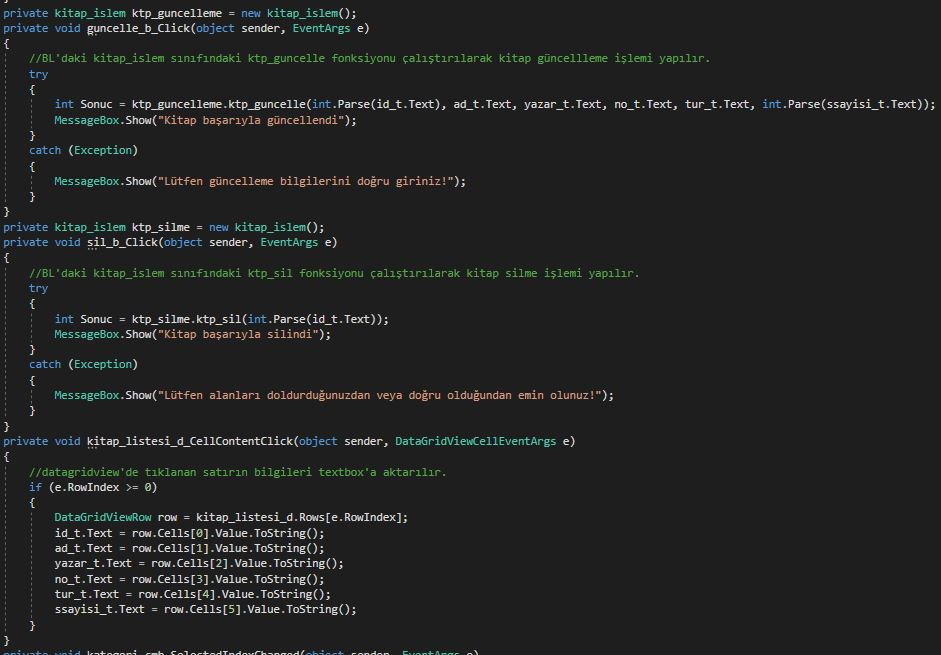 private kitap_islem ktp_guncelleme = new kitap_islem();
private void guncelle_b_Click(object sender, EventArgs e)
{
//BL'daki kitap_islem sınıfındaki ktp_guncelle fonksiyonu çalıştırılarak kitap güncellleme işlemi yapılır.
try
{
int Sonuc = ktp_guncelleme.ktp_guncelle(int.Parse(id_t.Text), ad_t.Text, yazar_t.Text, no_t.Text, tur_t.Text, int.Parse(ssayisi_t.Text));
MessageBox.Show("Kitap başarıyla güncellendi");
}
catch (Exception)
{
MessageBox.Show("Lütfen güncelleme bilgilerini doğru giriniz!");
}
}
private kitap_islem ktp_silme = new kitap_islem();
private void sil_b_Click(object sender, EventArgs e)
{
//BL'daki kitap_islem sınıfındaki ktp_sil fonksiyonu çalıştırılarak kitap silme işlemi yapılır.
try
{
int Sonuc = ktp_silme.ktp_sil(int.Parse(id_t.Text));
MessageBox.Show("Kitap başarıyla silindi");
}
catch (Exception)
{
MessageBox.Show("Lütfen alanları doldurduğunuzdan veya doğru olduğundan emin olunuz!");
}
}
private void kitap_listesi_d_CellContentClick(object sender, DataGridViewCellEventArgs e)
{
//datagridview'de tıklanan satırın bilgileri textbox'a aktarılır.
if (e.RowIndex >= 0)
{
DataGridViewRow row = kitap_listesi_d.Rows[e.RowIndex];
id_t.Text = row.Cells[0].Value.ToString();
ad_t.Text = row.Cells[1].Value.ToString();
yazar_t.Text = row.Cells[2].Value.ToString();
no_t.Text = row.Cells[3].Value.ToString();
tur_t.Text = row.Cells[4].Value.ToString();
ssayisi_t.Text = row.Cells[5].Value.ToString();
}
}
private void kategori_cmb_SelectedIndexChanged(object sender, EventArgs e)